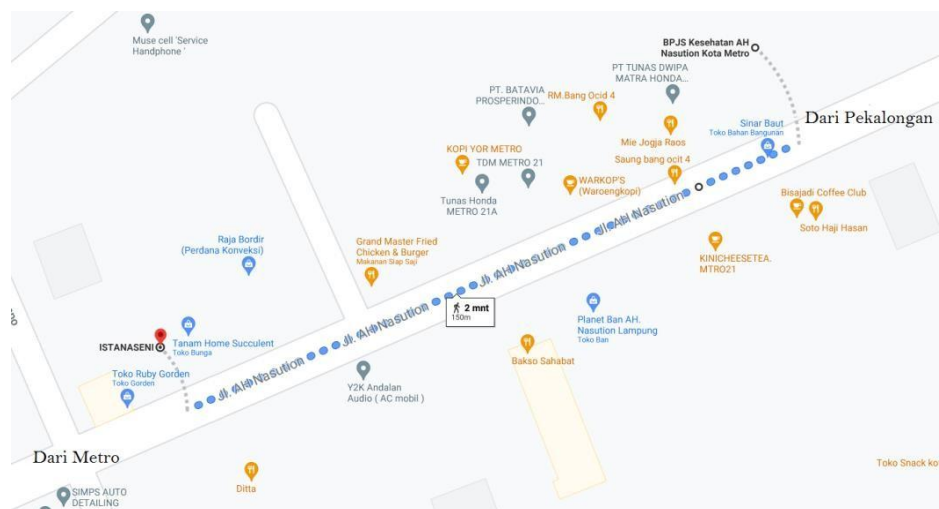 Muse cell 'Service
Handphone '
BPJS Kesehatan AH
Nasution Kota Metro
PT TUNAS DWIPA
MATRA HONDA...
PT. BATAVIA
PROSPERINDO...
RM.Bang Ocid 4
Dari Pekalongan
Sinar Baut
Toko Bahan Bangunan
Mie Jogja Raos
KOPI YOR METRO
TDM METRO 21
Saung bang ocit 4
WARKOP'S
(Waroengkopi)
Tunas Honda
METRO 21A
Bisajadi Coffee Club
Soto Haji Hasan
Jl. AH Nasution
Raja Bordir
(Perdana Konveksi)
Grand Master Fried
Chicken & Burger
Makanan Siap Saji
KINICHEESETEA.
MTRO21
Jl. AH Nasution
2 mnt
150m
Planet Ban AH.
Nasution Lampung
Toko Ban
Jl. AH Nasution
ISTANASENI
Tanam Home Succulent
Toko Bunga
Bakso Sahabat
Toko Ruby Gorden
Toko Gorden
Jl. AH Nasution
Y2K Andalan
Audio ( AC mobil )
Dari Metro
Ditta
Toko Snack ko
SIMPS AUTO
DETAILING